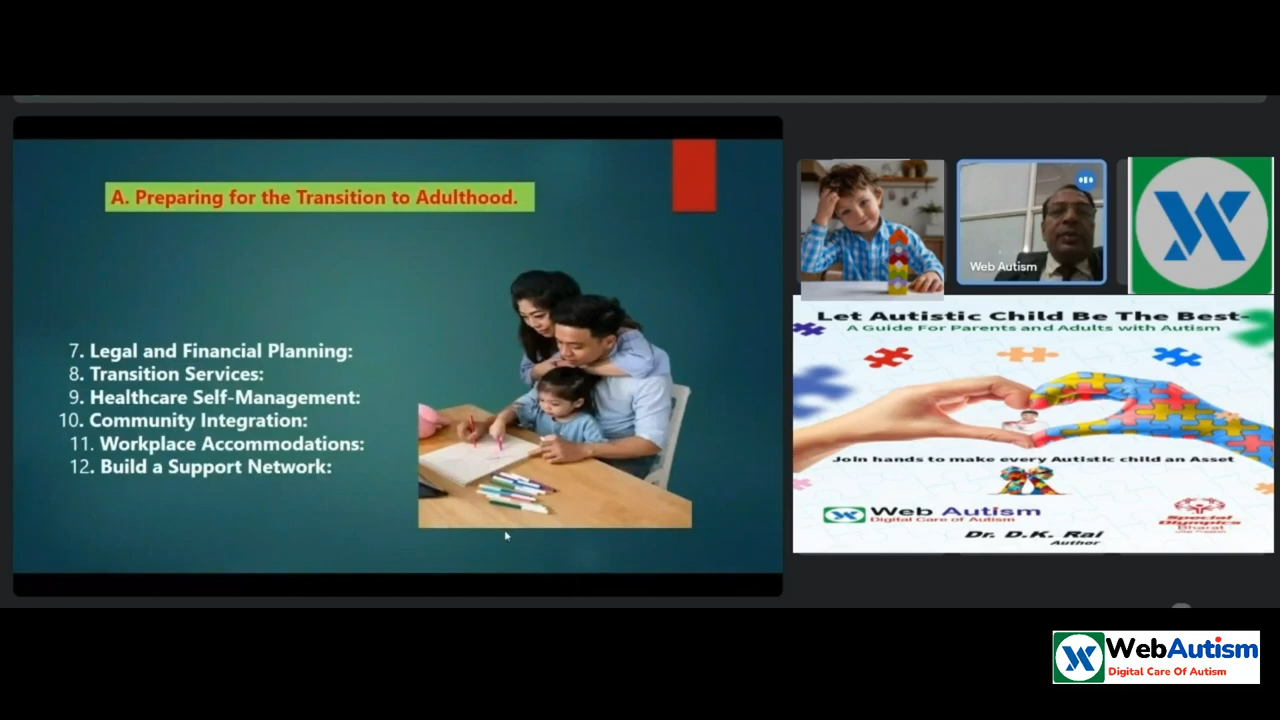 A. Preparing for the Transition to Adulthood.
7. Legal and Financial Planning:
8. Transition Services:
9. Healthcare Self-Management:
10. Community Integration:
11. Workplace Accommodations:
12. Build a Support Network:
Web Autism
Let Autistic Child Be The Best-
A Guide For Parents and Adults with Autism
Join hands to make every Autistic child an Asset
Web Autism
Digital Care of Autism
Special
Olympics
Bharat
Dr. D.K. Rai
Author
WebAutism
Digital Care Of Autism